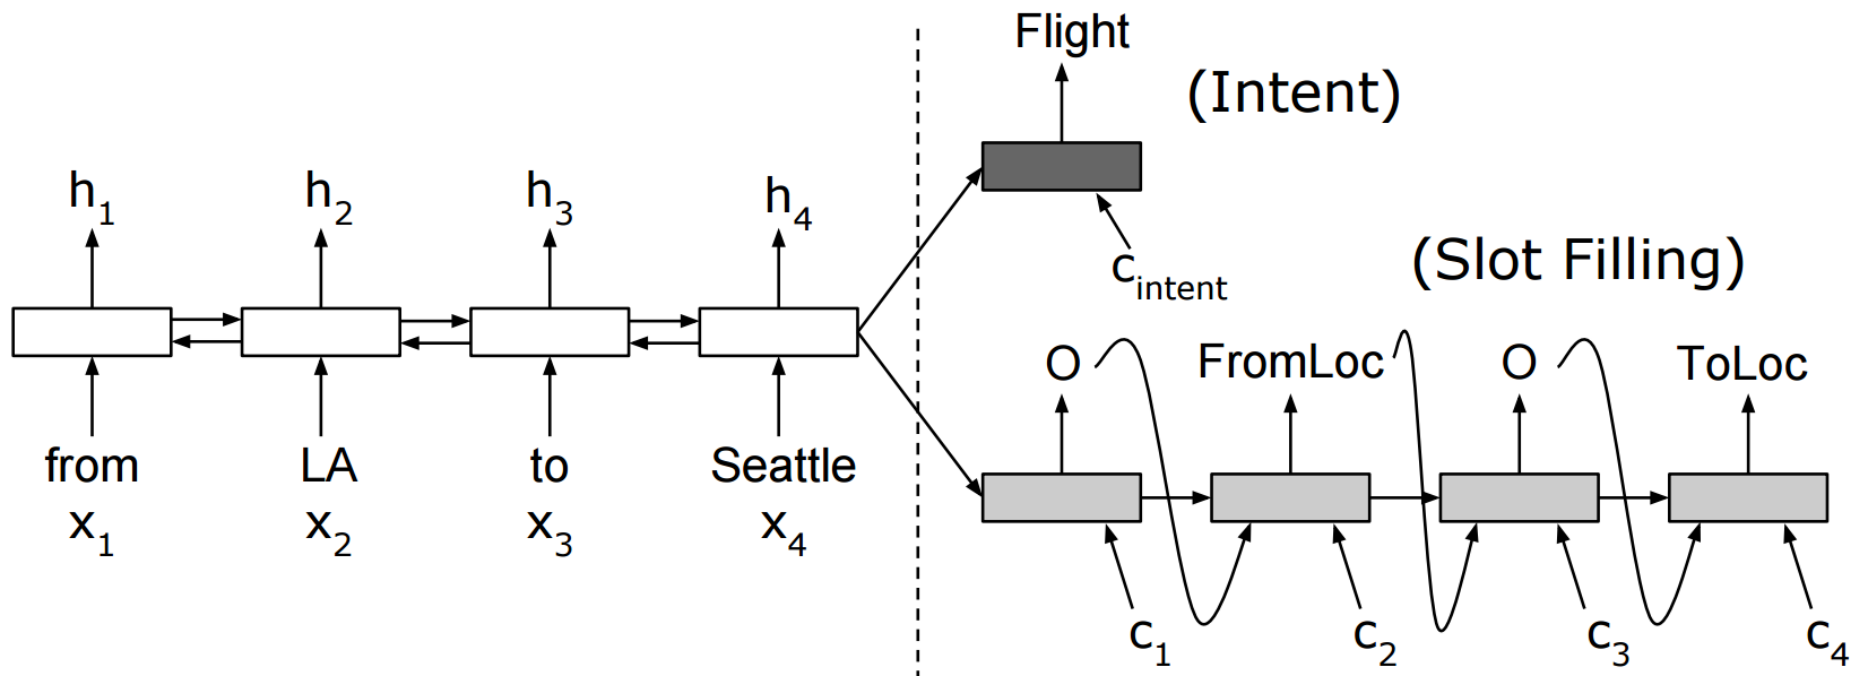 Flight
(Intent)
h1 h2 h3 h4
cintent
(Slot Filling)
O FromLoc O ToLoc
from LA to Seattle
x1 x2 x3 x4
c1 c2 c3 c4